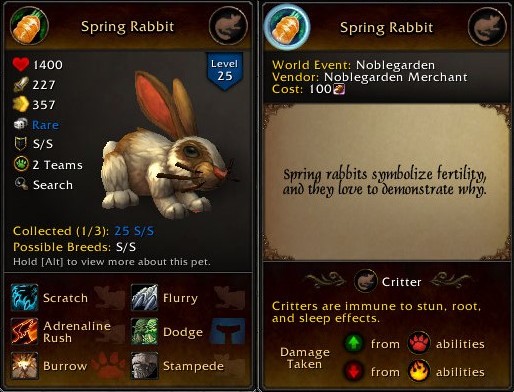 Spring Rabbit
1400
227
357
Rare
S/S
2 Teams
Search
Level
25
Collected (1/3): 25 S/S
Possible Breeds: S/S
Hold [Alt] to view more about this pet.
Scratch
Flurry
Adrenaline
Rush
Dodge
Burrow
Stampede
Spring Rabbit
World Event: Noblegarden
Vendor: Noblegarden Merchant
Cost: 100
Spring rabbits symbolize fertility,
and they love to demonstrate why.
Critter
Critters are immune to stun, root,
and sleep effects.
Damage
Taken
from
abilities
from
abilities